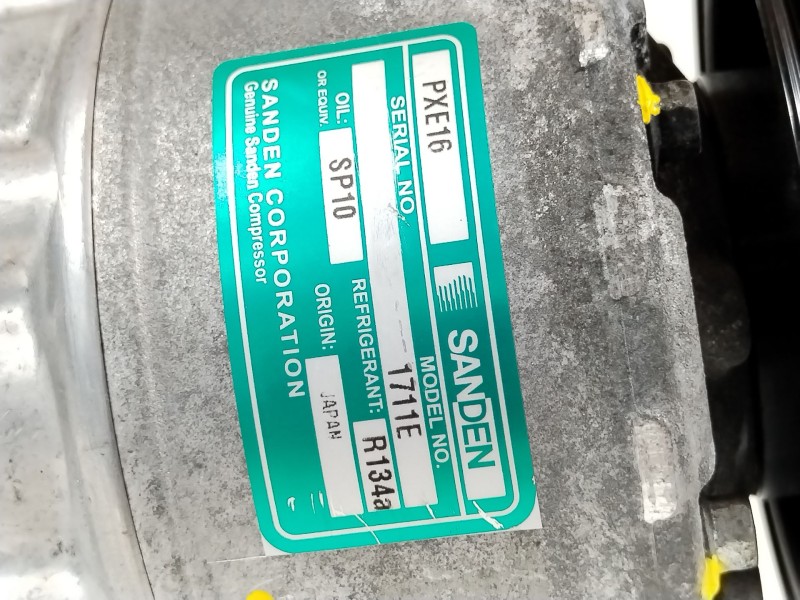 PXE16 SANDEN
SERIAL NO MODEL NO.
1711E
OIL: SP10 REFRIGERANT: R134a
OR EQUIV. ORIGIN: JAPAN
SANDEN CORPORATION
Genuine Sanden Compressor